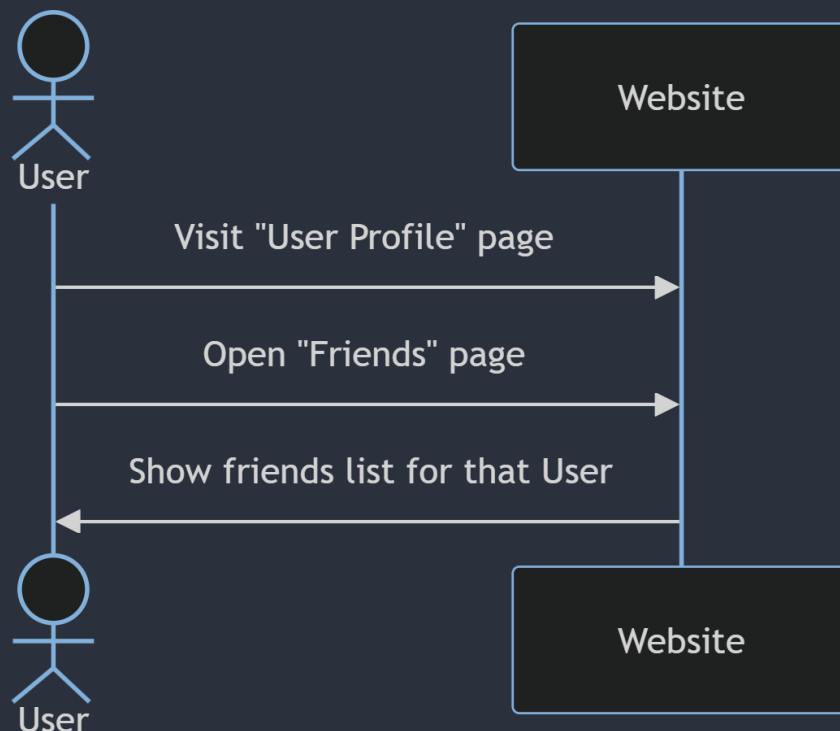 User
Website
Visit "User Profile" page
Open "Friends" page
Show friends list for that User
Website
User